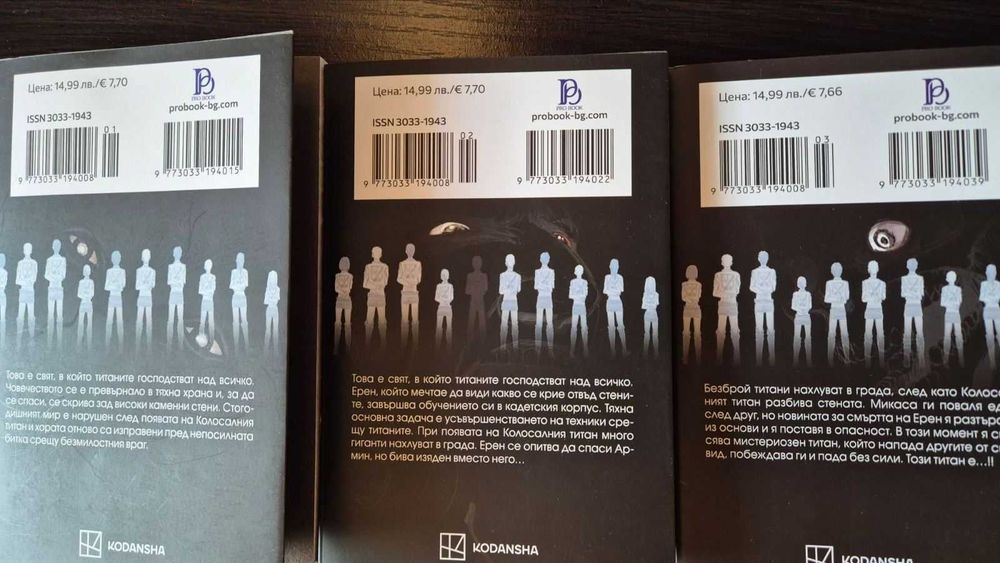 Цена: 14,99 лв./€ 7,70
PRO BOOK
probook-bg.com
ISSN 3033-1943
01
9 773033 194008
9 773033 194015
Това е свят, в който титаните господстват над всичко.
Човечеството се е превърнало в тяхна храна и, за да
се спаси, се скрива зад високи каменни стени. Стого-
дишният мир е нарушен след появата на Колосалния
титан и хората отново са изправени пред непосилната
битка срещу безмилостния враг.
KODANSHA
Цена: 14,99 лв./€ 7,70
PRO BOOK
probook-bg.com
ISSN 3033-1943
02
9 773033 194008
9 773033 194022
Това е свят, в който титаните господстват над всичко.
Ерен, който мечтае да види какво се крие отвъд стени-
те, завършва обучението си в кадетския корпус. Тяхна
основна задача е усъвършенстването на техники сре-
щу титаните. При появата на Колосалния титан много
гиганти нахлуват в града. Ерен се опитва да спаси Ар-
мин, но бива изяден вместо него...
KODANSHA
Цена: 14,99 лв./€ 7,66
PRO BOOK
probook-bg.com
ISSN 3033-1943
03
9 773033 194008
9 773033 194039
Безброй титани нахлуват в града, след като Колоса
ният титан разбива стената. Микаса ги поваля ед
след друг, но новината за смъртта на Ерен я разтърс
из основи и я поставя в опасност. В този момент я с
сява мистериозен титан, който напада другите от с
вид, побеждава ги и пада без сили. Този титан е...!!
KODANSHA